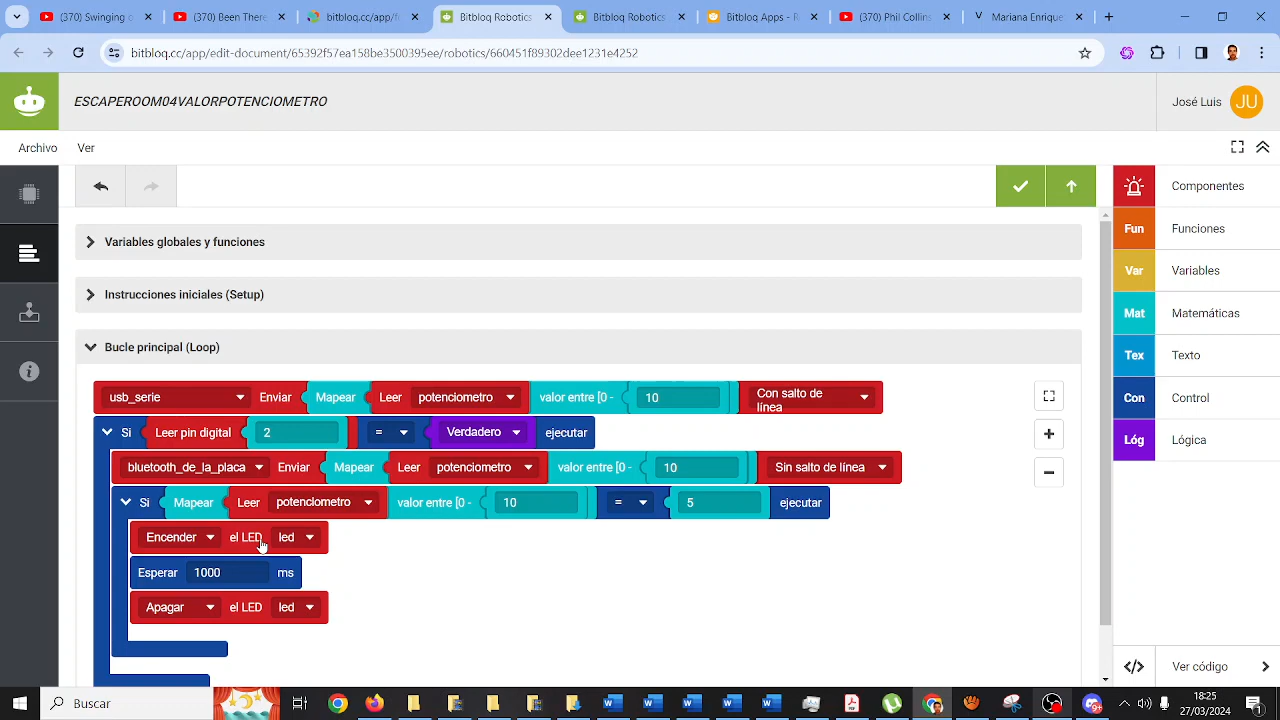 (370) Swinging o
(370) Been There
bitbloq.cc/app/f
Bitbloq Robotics
Bitbloq Robotics
Bitbloq Apps - R
(370) Phil Collins
Mariana Enrique
bitbloq.cc/app/edit-document/65392f57ea158be3500395ee/robotics/660451f89302dee1231e4252
ESCAPEROOM04VALORPOTENCIOMETRO
José Luis JU
Archivo Ver
Componentes
Fun Funciones
Variables globales y funciones
Var Variables
Instrucciones iniciales (Setup)
Mat Matemáticas
Bucle principal (Loop)
Tex Texto
usb_serie Enviar Mapear Leer potenciometro valor entre [0 - 10 Con salto de línea
Con Control
Si Leer pin digital 2 = Verdadero ejecutar
Lóg Lógica
bluetooth_de_la_placa Enviar Mapear Leer potenciometro valor entre [0 - 10 Sin salto de línea
Si Mapear Leer potenciometro valor entre [0 - 10 = 5 ejecutar
Encender el LED led
Esperar 1000 ms
Apagar el LED led
</> Ver código
Buscar
18:25
27/03/2024